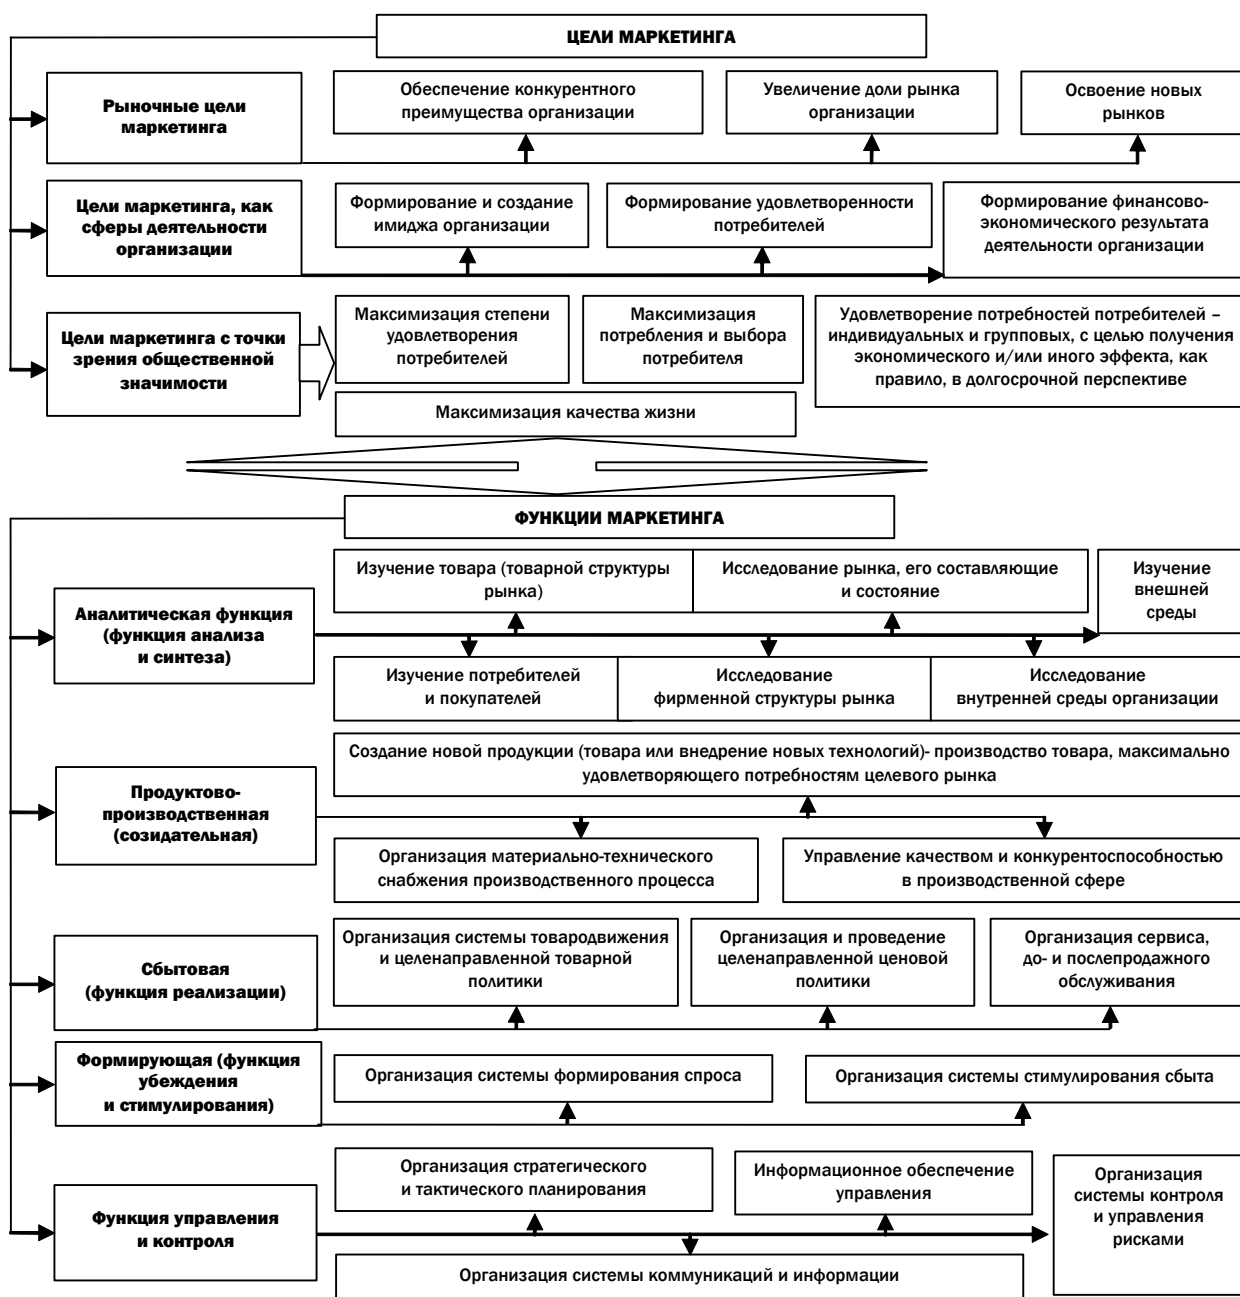 ЦЕЛИ МАРКЕТИНГА
Рыночные цели
маркетинга
Обеспечение конкурентного
преимущества организации
Увеличение доли рынка
организации
Освоение новых
рынков
Цели маркетинга, как
сферы деятельности
организации
Формирование и создание
имиджа организации
Формирование удовлетворенности
потребителей
Формирование финансово-
экономического результата
деятельности организации
Цели маркетинга с точки
зрения общественной
значимости
Максимизация степени
удовлетворения
потребителей
Максимизация
потребления и выбора
потребителя
Удовлетворение потребностей потребителей –
индивидуальных и групповых, с целью получения
экономического и/или иного эффекта, как
правило, в долгосрочной перспективе
Максимизация качества жизни
ФУНКЦИИ МАРКЕТИНГА
Аналитическая функция
(функция анализа
и синтеза)
Изучение товара (товарной структуры
рынка)
Исследование рынка, его составляющие
и состояние
Изучение
внешней
среды
Изучение потребителей
и покупателей
Исследование
фирменной структуры рынка
Исследование
внутренней среды организации
Продуктово-
производственная
(созидательная)
Создание новой продукции (товара или внедрение новых технологий)- производство товара, максимально
удовлетворяющего потребностям целевого рынка
Организация материально-технического
снабжения производственного процесса
Управление качеством и конкурентоспособностью
в производственной сфере
Сбытовая
(функция реализации)
Организация системы товародвижения
и целенаправленной товарной
политики
Организация и проведение
целенаправленной ценовой
политики
Организация сервиса,
до- и послепродажного
обслуживания
Формирующая (функция
убеждения
и стимулирования)
Организация системы формирования спроса
Организация системы стимулирования сбыта
Функция управления
и контроля
Организация стратегического
и тактического планирования
Информационное обеспечение
управления
Организация
системы контроля
и управления
рисками
Организация системы коммуникаций и информации